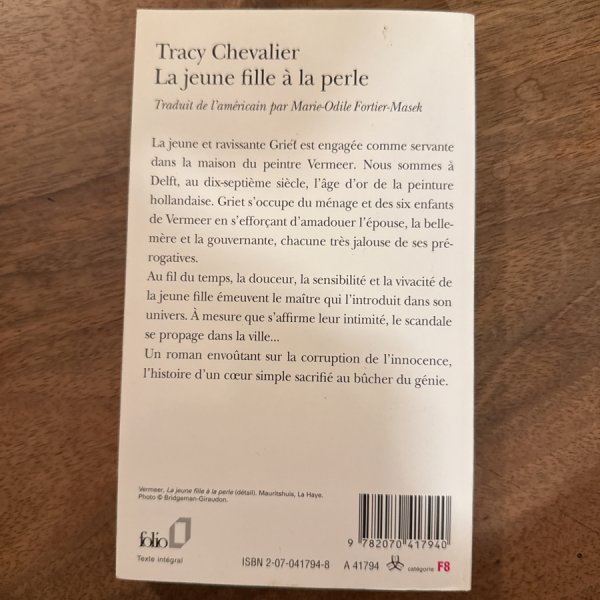 Tracy Chevalier
La jeune fille à la perle
Traduit de l'américain par Marie-Odile Fortier-Masek
La jeune et ravissante Griet est engagée comme servante
dans la maison du peintre Vermeer. Nous sommes à
Delft, au dix-septième siècle, l'âge d'or de la peinture
hollandaise. Griet s'occupe du ménage et des six enfants
de Vermeer en s'efforçant d'amadouer l'épouse, la belle-
mère et la gouvernante, chacune très jalouse de ses pré-
rogatives.
Au fil du temps, la douceur, la sensibilité et la vivacité de
la jeune fille émeuvent le maître qui l'introduit dans son
univers. À mesure que s'affirme leur intimité, le scandale
se propage dans la ville...
Un roman envoûtant sur la corruption de l'innocence,
l'histoire d'un cœur simple sacrifié au bûcher du génie.
Vermeer, La jeune fille à la perle (détail). Mauritshuis, La Haye.
Photo © Bridgeman-Giraudon.
9 782070 417940
folio
Texte intégral
ISBN 2-07-041794-8 A 41794 catégorie F8